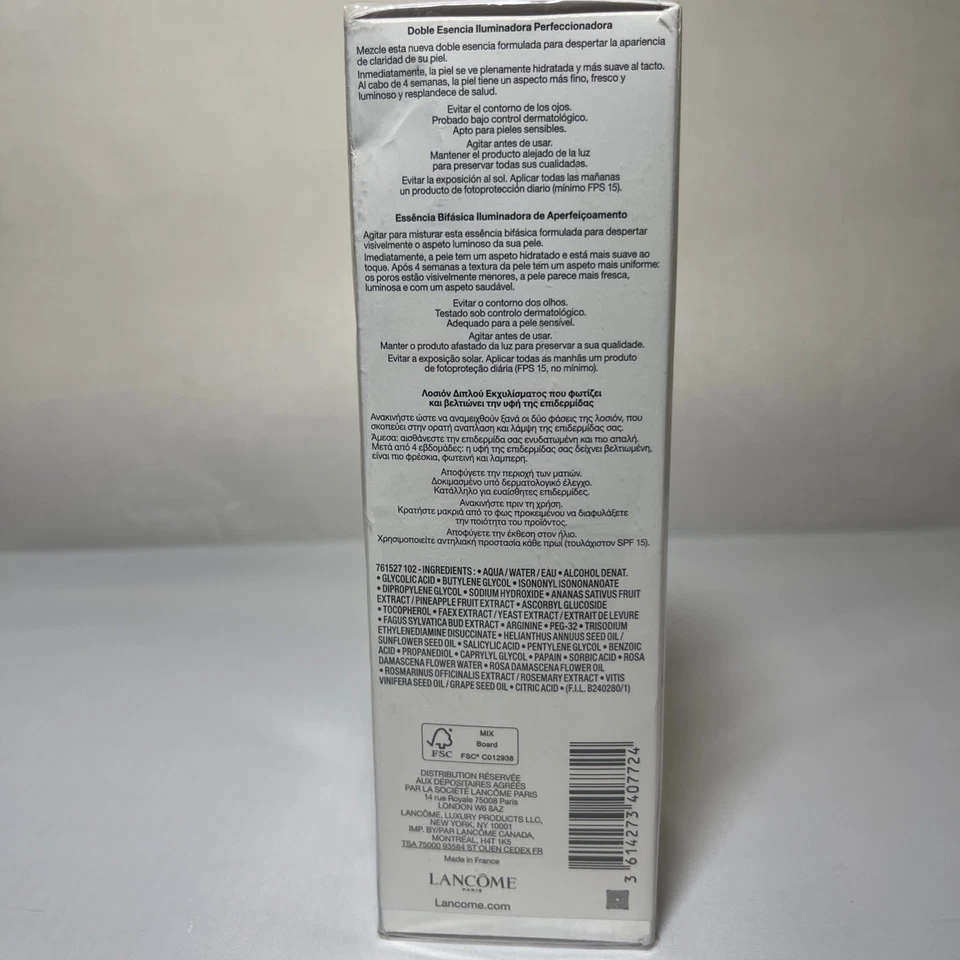 Doble Esencia Iluminadora Perfeccionadora
Mezcle esta nueva doble esencia formulada para despertar la apariencia
de claridad de su piel.
Inmediatamente, la piel se ve plenamente hidratada y más suave al tacto.
Al cabo de 4 semanas, la piel tiene un aspecto más fino, fresco y
luminoso y resplandece de salud.
Evitar el contorno de los ojos.
Probado bajo control dermatológico.
Apto para pieles sensibles.
Agitar antes de usar.
Mantener el producto alejado de la luz
para preservar todas sus cualidades.
Evitar la exposición al sol. Aplicar todas las mañanas
un producto de fotoprotección diario (mínimo FPS 15).
Essência Bifásica Iluminadora de Aperfeiçoamento
Agitar para misturar esta essência bifásica formulada para despertar
visivelmente o aspeto luminoso da sua pele.
Imediatamente, a pele tem um aspeto hidratado e está mais suave ao
toque. Após 4 semanas a textura da pele tem um aspeto mais uniforme:
os poros estão visivelmente menores, a pele parece mais fresca,
luminosa e com um aspeto saudável.
Evitar o contorno dos olhos.
Testado sob controlo dermatológico.
Adequado para a pele sensível.
Agitar antes de usar.
Manter o produto afastado da luz para preservar a sua qualidade.
Evitar a exposição solar. Aplicar todas as manhãs um produto
de fotoproteção diária (FPS 15, no mínimo).
Λοσιόν Διπλού Εκχυλίσματος που φωτίζει
και βελτιώνει την υφή της επιδερμίδας
Ανακινήστε ώστε να αναμειχθούν ξανά οι δύο φάσεις της λοσιόν, που
σκοπεύει στην ορατή αναπλαση και λάμψη της επιδερμίδας σας.
Άμεσα: αισθάνεστε την επιδερμίδα σας ενυδατωμένη και πιο απαλή.
Μετά από 4 εβδομάδες: η υφή της επιδερμίδας σας δείχνει βελτιωμένη,
είναι πιο φρέσκια, φωτεινή και λαμπερη.
Αποφύγετε την περιοχή των ματιών.
Δοκιμασμένο υπό δερματολογικό έλεγχο.
Κατάλληλο για ευαίσθητες επιδερμίδες.
Ανακινήστε πριν τη χρήση.
Κρατήστε μακριά από το φως προκειμένου να διαφυλάξετε
την ποιότητα του προϊόντος.
Αποφύγετε την έκθεση στον ήλιο.
Χρησιμοποιείτε αντηλιακή προστασία κάθε πρωί (τουλάχιστον SPF 15).
761527 102 - INGREDIENTS : • AQUA / WATER / EAU • ALCOHOL DENAT.
• GLYCOLIC ACID • BUTYLENE GLYCOL • ISONONYL ISONONANOATE
• DIPROPYLENE GLYCOL • SODIUM HYDROXIDE • ANANAS SATIVUS FRUIT
EXTRACT / PINEAPPLE FRUIT EXTRACT • ASCORBYL GLUCOSIDE
• TOCOPHEROL • FAEX EXTRACT / YEAST EXTRACT / EXTRAIT DE LEVURE
• FAGUS SYLVATICA BUD EXTRACT • ARGININE • PEG-32 • TRISODIUM
ETHYLENEDIAMINE DISUCCINATE • HELIANTHUS ANNUUS SEED OIL /
SUNFLOWER SEED OIL • SALICYLIC ACID • PENTYLENE GLYCOL • BENZOIC
ACID • PROPANEDIOL • CAPRYLYL GLYCOL • PAPAIN • SORBIC ACID • ROSA
DAMASCENA FLOWER WATER • ROSA DAMASCENA FLOWER OIL
• ROSMARINUS OFFICINALIS EXTRACT / ROSEMARY EXTRACT • VITIS
VINIFERA SEED OIL / GRAPE SEED OIL • CITRIC ACID • (F.I.L. B240280/1)
FSC
MIX
Board
FSC® C012938
DISTRIBUTION RÉSERVÉE
AUX DÉPOSITAIRES AGRÉÉS
PAR LA SOCIÉTÉ LANCÔME PARIS
14 rue Royale 75008 Paris
LONDON W6 8AZ
LANCÔME, LUXURY PRODUCTS LLC,
NEW YORK, NY 10001
IMP. BY/PAR LANCÔME CANADA,
MONTRÉAL, H4T 1K5
TSA 75000 93584 ST OUEN CEDEX FR
Made in France
LANCÔME
PARIS
Lancome.com
3 614273 407724